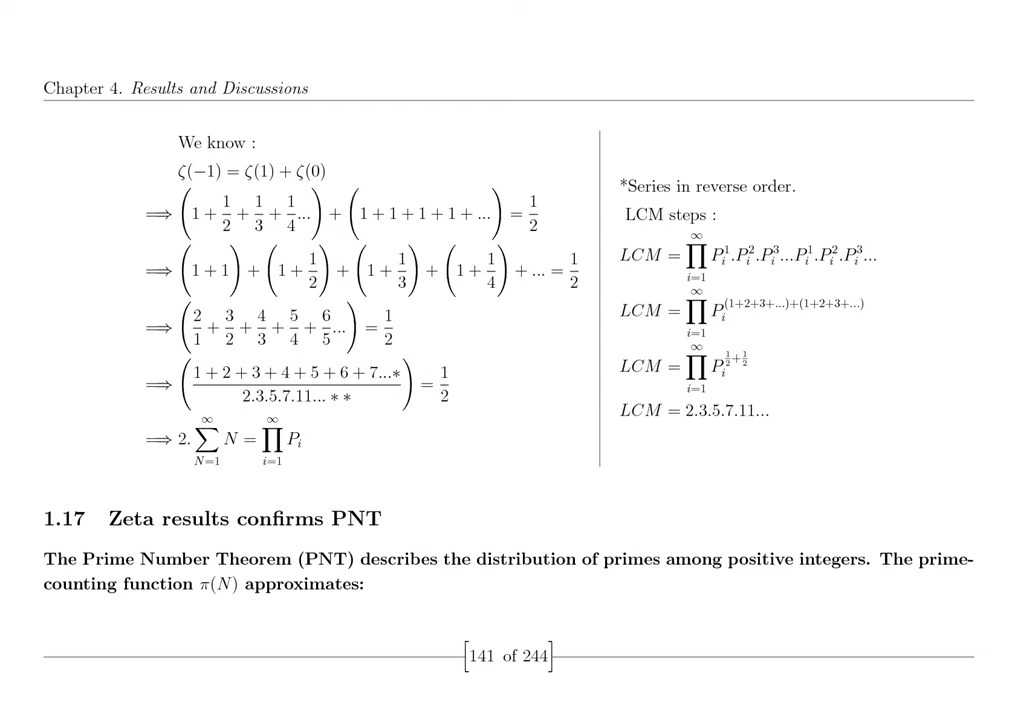 Chapter 4. Results and Discussions
We know :
ζ(−1) = ζ(1) + ζ(0)
⟹ (1 + 1/2 + 1/3 + 1/4...) + (1 + 1 + 1 + 1 + ...) = 1/2
⟹ (1 + 1) + (1 + 1/2) + (1 + 1/3) + (1 + 1/4) + ... = 1/2
⟹ (2/1 + 3/2 + 4/3 + 5/4 + 6/5...) = 1/2
⟹ ((1 + 2 + 3 + 4 + 5 + 6 + 7...∗)/(2.3.5.7.11... ∗ ∗)) = 1/2
⟹ 2. ∑_{N=1}^{∞} N = ∏_{i=1}^{∞} P_i
*Series in reverse order.
LCM steps :
LCM = ∏_{i=1}^{∞} P_i^1.P_i^2.P_i^3...P_i^1.P_i^2.P_i^3...
LCM = ∏_{i=1}^{∞} P_i^{(1+2+3+...)+(1+2+3+...)}
LCM = ∏_{i=1}^{∞} P_i^{1/2+1/2}
LCM = 2.3.5.7.11...
1.17 Zeta results confirms PNT
The Prime Number Theorem (PNT) describes the distribution of primes among positive integers. The prime-
counting function π(N) approximates:
[141 of 244]